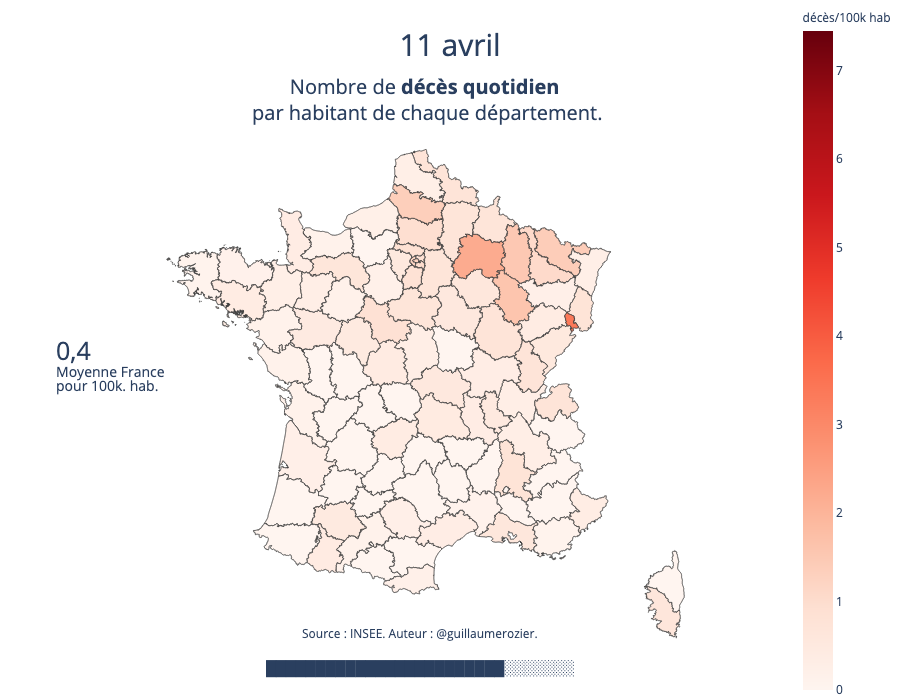 décès/100k hab
11 avril
Nombre de décès quotidien
par habitant de chaque département.
7
6
5
4
3
2
1
0
0,4
Moyenne France
pour 100k. hab.
Source : INSEE. Auteur : @guillaumerozier.